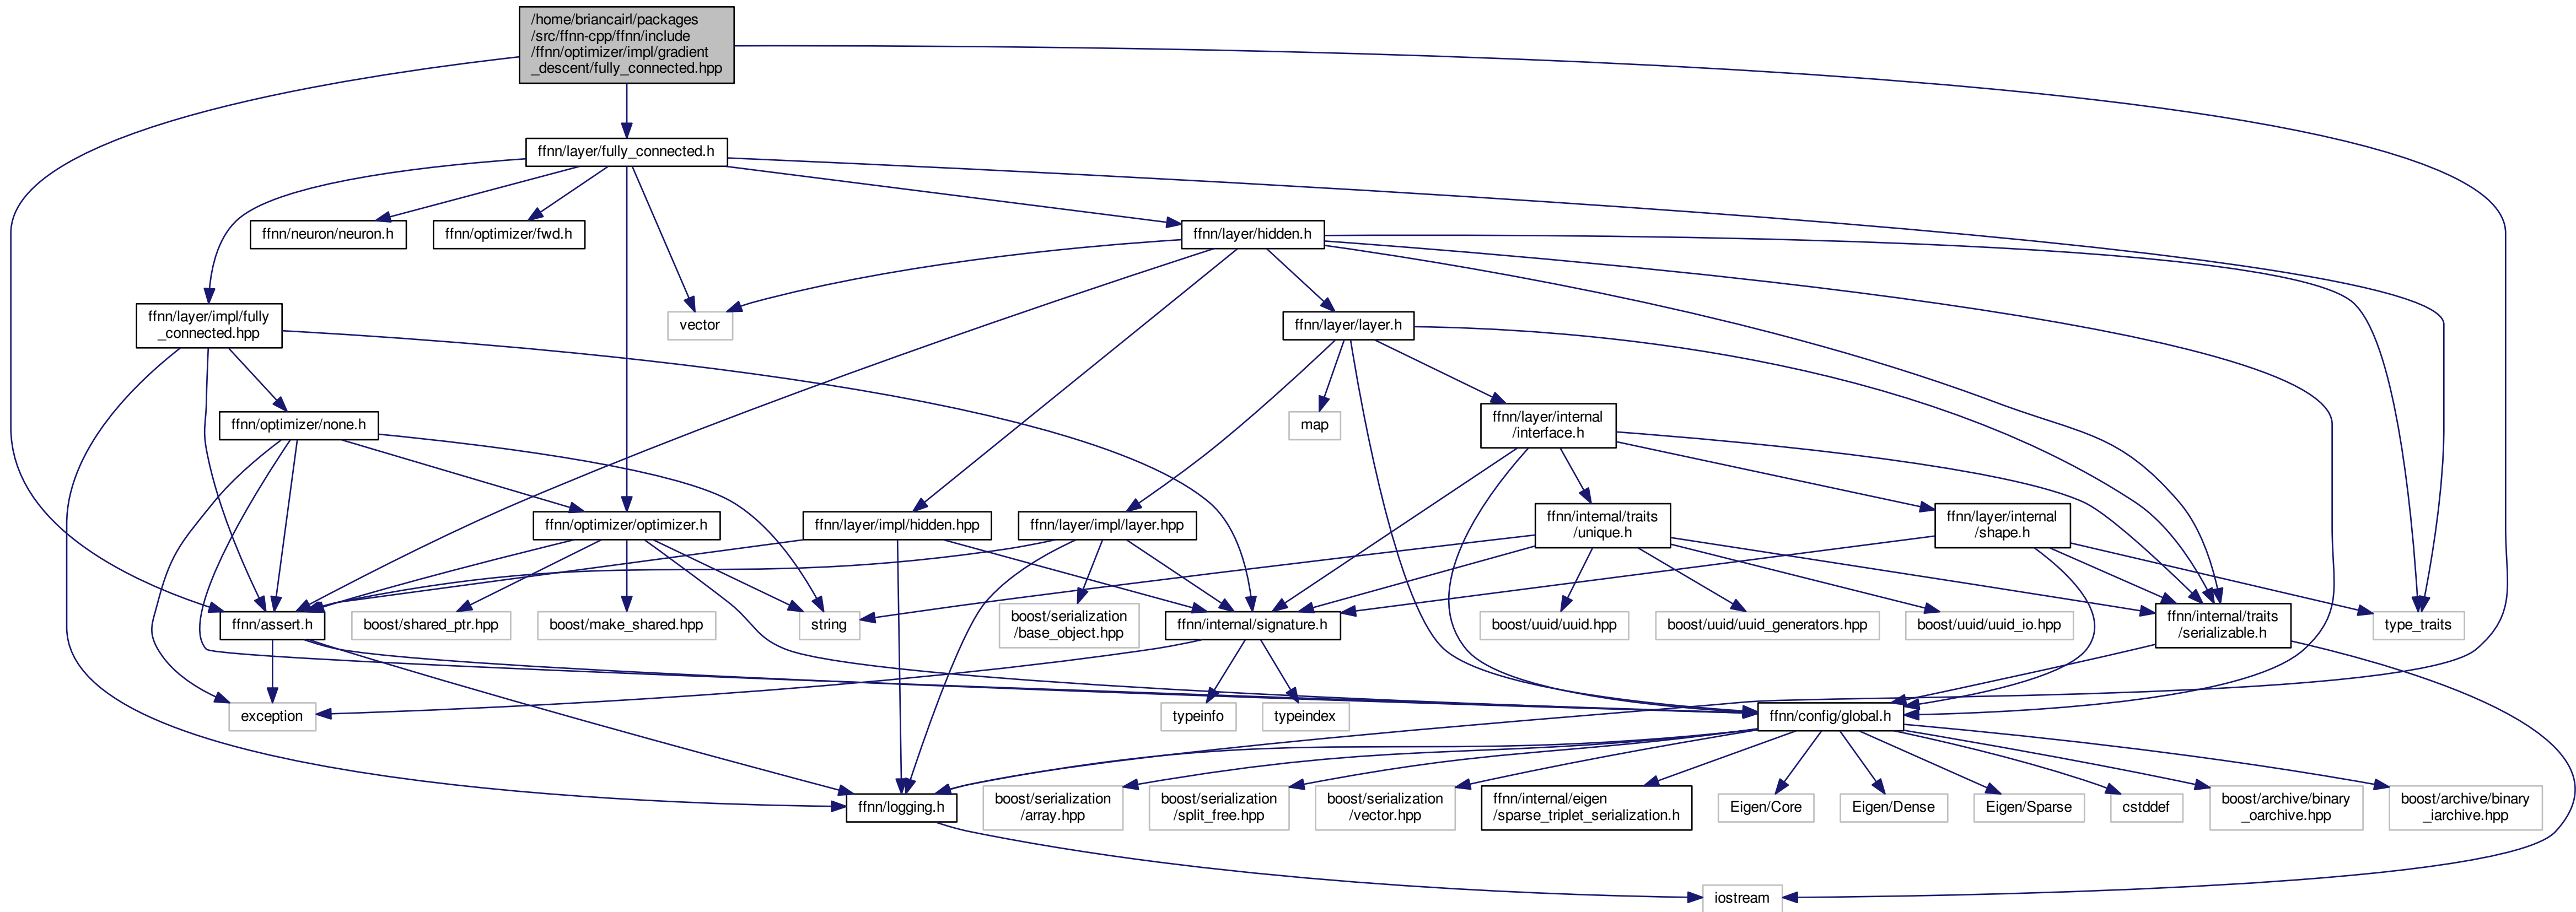 /home/briancairl/packages
/src/ffnn-cpp/ffnn/include
/ffnn/optimizer/impl/gradient
_descent/fully_connected.hpp
ffnn/layer/fully_connected.h
ffnn/neuron/neuron.h
ffnn/optimizer/fwd.h
ffnn/layer/hidden.h
ffnn/layer/impl/fully
_connected.hpp
vector
ffnn/layer/layer.h
ffnn/optimizer/none.h
map
ffnn/layer/internal
/interface.h
ffnn/optimizer/optimizer.h
ffnn/layer/impl/hidden.hpp
ffnn/layer/impl/layer.hpp
ffnn/internal/traits
/unique.h
ffnn/layer/internal
/shape.h
ffnn/assert.h
boost/shared_ptr.hpp
boost/make_shared.hpp
string
boost/serialization
/base_object.hpp
ffnn/internal/signature.h
boost/uuid/uuid.hpp
boost/uuid/uuid_generators.hpp
boost/uuid/uuid_io.hpp
ffnn/internal/traits
/serializable.h
type_traits
exception
typeinfo
typeindex
ffnn/config/global.h
ffnn/logging.h
boost/serialization
/array.hpp
boost/serialization
/split_free.hpp
boost/serialization
/vector.hpp
ffnn/internal/eigen
/sparse_triplet_serialization.h
Eigen/Core
Eigen/Dense
Eigen/Sparse
cstddef
boost/archive/binary
_oarchive.hpp
boost/archive/binary
_iarchive.hpp
iostream